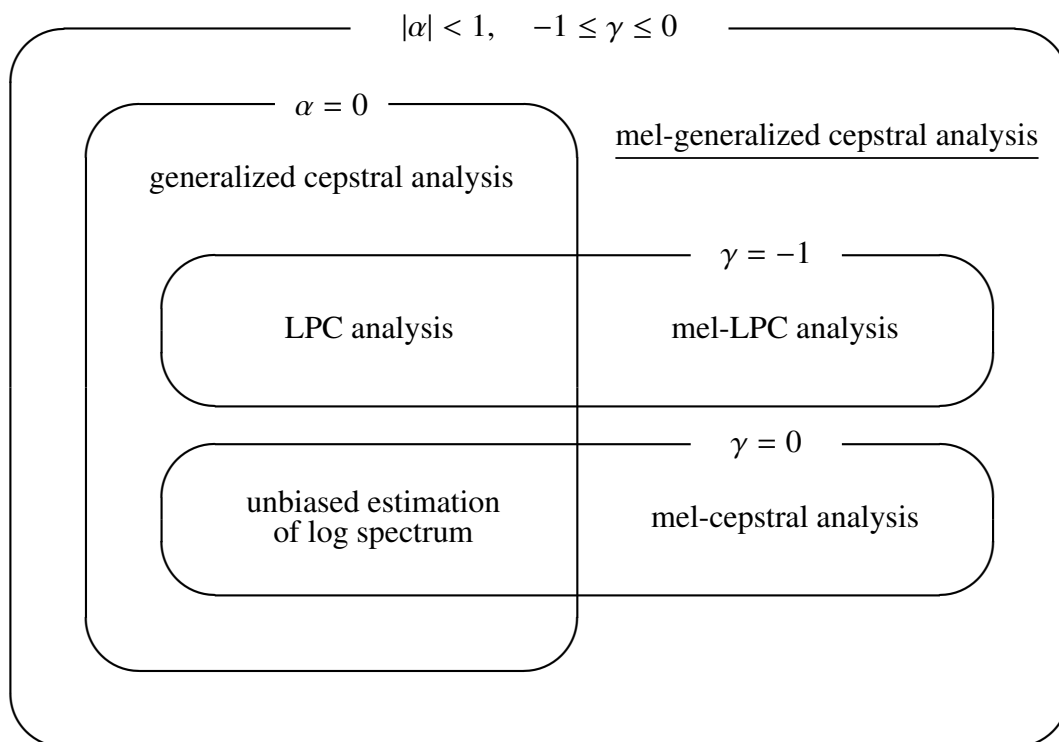 |α| < 1, −1 ≤ γ ≤ 0
α = 0
mel-generalized cepstral analysis
generalized cepstral analysis
γ = −1
LPC analysis
mel-LPC analysis
γ = 0
unbiased estimation
of log spectrum
mel-cepstral analysis